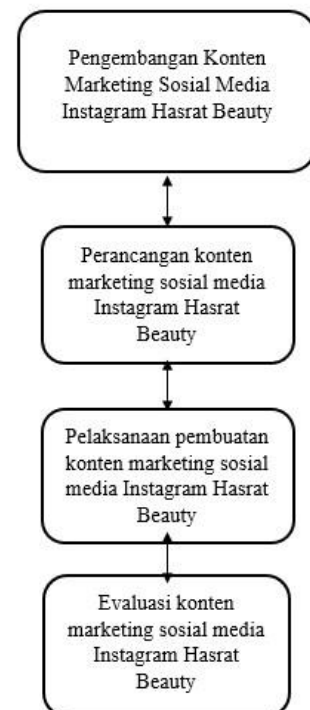 Pengembangan Konten
Marketing Sosial Media
Instagram Hasrat Beauty
Perancangan konten
marketing sosial media
Instagram Hasrat
Beauty
Pelaksanaan pembuatan
konten marketing sosial
media Instagram Hasrat
Beauty
Evaluasi konten
marketing sosial media
Instagram Hasrat
Beauty